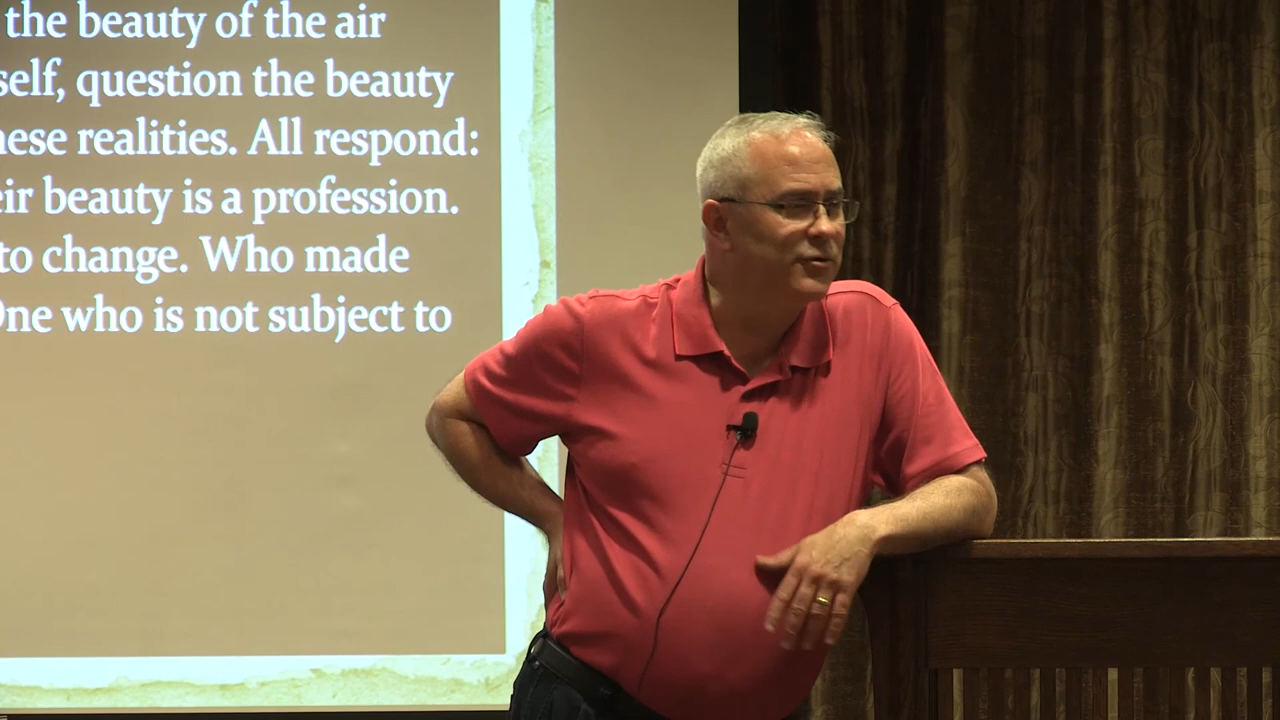 the beauty of the air
self, question the beauty
hese realities. All respond:
eir beauty is a profession.
to change. Who made
One who is not subject to